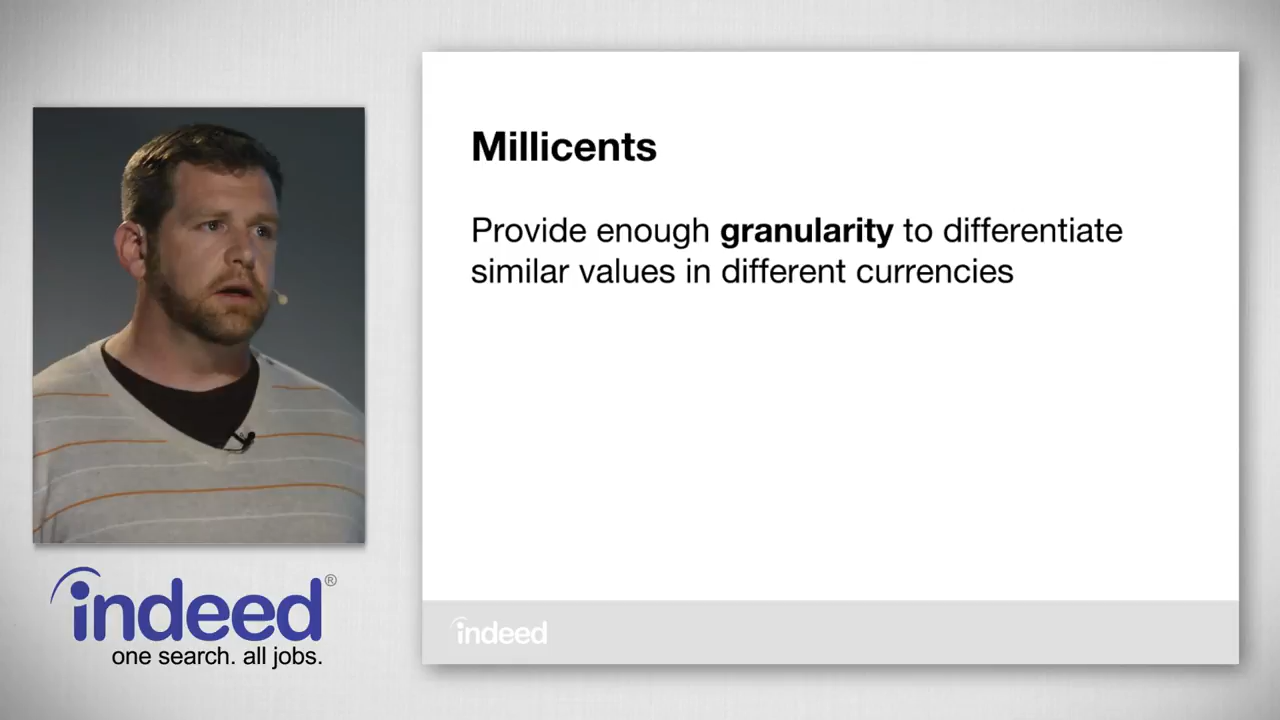 Millicents
Provide enough granularity to differentiate
similar values in different currencies
indeed®
one search. all jobs.
indeed